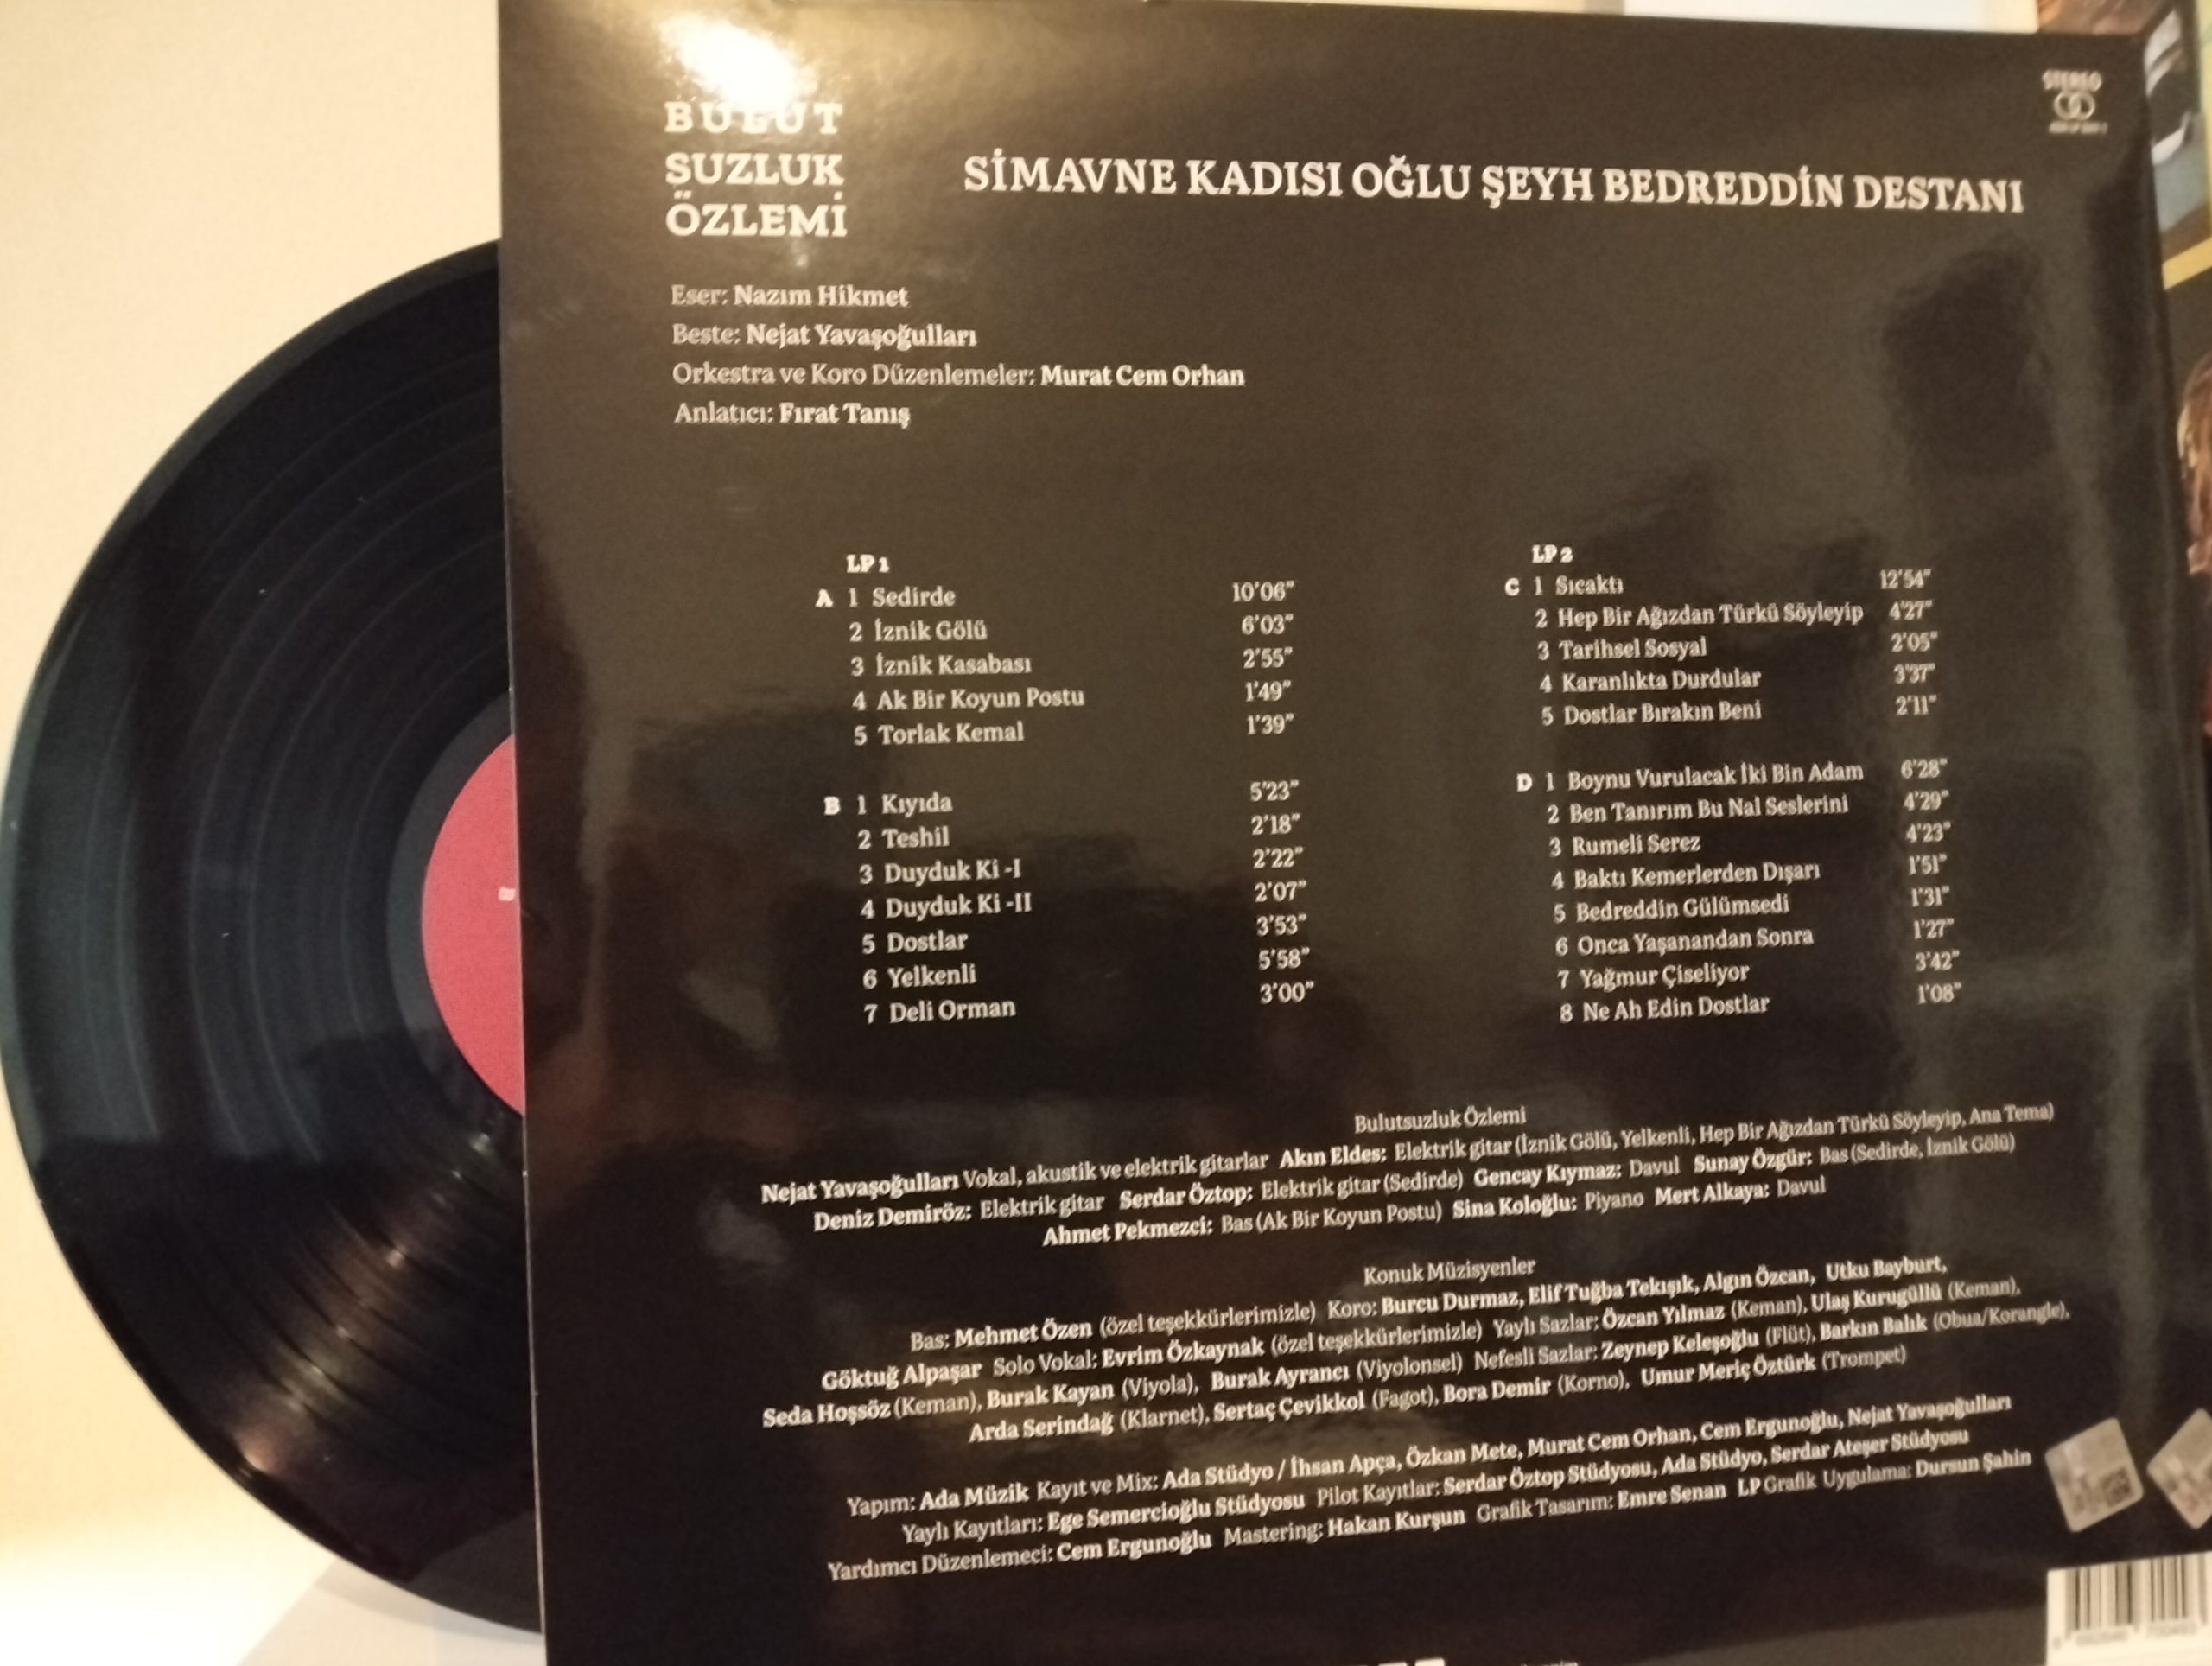 BULUT
SUZLUK
ÖZLEMİ
STEREO
SİMAVNE KADISI OĞLU ŞEYH BEDREDDİN DESTANI
Eser: Nazım Hikmet
Beste: Nejat Yavaşoğulları
Orkestra ve Koro Düzenlemeler: Murat Cem Orhan
Anlatıcı: Fırat Tanış
LP 1
A 1 Sedirde 10'06"
2 İznik Gölü 6'03"
3 İznik Kasabası 2'55"
4 Ak Bir Koyun Postu 1'49"
5 Torlak Kemal 1'39"
B 1 Kıyıda 5'23"
2 Teshil 2'18"
3 Duyduk Ki -I 2'22"
4 Duyduk Ki -II 2'07"
5 Dostlar 3'53"
6 Yelkenli 5'58"
7 Deli Orman 3'00"
LP 2
C 1 Sıcaktı 12'54"
2 Hep Bir Ağızdan Türkü Söyleyip 4'27"
3 Tarihsel Sosyal 2'05"
4 Karanlıkta Durdular 3'37"
5 Dostlar Bırakın Beni 2'11"
D 1 Boynu Vurulacak İki Bin Adam 6'28"
2 Ben Tanırım Bu Nal Seslerini 4'29"
3 Rumeli Serez 4'23"
4 Baktı Kemerlerden Dışarı 1'51"
5 Bedreddin Gülümsedi 1'31"
6 Onca Yaşanandan Sonra 1'27"
7 Yağmur Çiseliyor 3'42"
8 Ne Ah Edin Dostlar 1'08"
Bulutsuzluk Özlemi
Nejat Yavaşoğulları Vokal, akustik ve elektrik gitarlar Akın Eldes: Elektrik gitar (İznik Gölü, Yelkenli, Hep Bir Ağızdan Türkü Söyleyip, Ana Tema)
Deniz Demiröz: Elektrik gitar Serdar Öztop: Elektrik gitar (Sedirde) Gencay Kıymaz: Davul Sunay Özgür: Bas (Sedirde, İznik Gölü)
Ahmet Pekmezci: Bas (Ak Bir Koyun Postu) Sina Koloğlu: Piyano Mert Alkaya: Davul
Konuk Müzisyenler
Bas: Mehmet Özen (özel teşekkürlerimizle) Koro: Burcu Durmaz, Elif Tuğba Tekışık, Algın Özcan, Utku Bayburt,
Göktuğ Alpaşar Solo Vokal: Evrim Özkaynak (özel teşekkürlerimizle) Yaylı Sazlar: Özcan Yılmaz (Keman), Ulaş Kurugüllü (Keman),
Seda Hoşsöz (Keman), Burak Kayan (Viyola), Burak Ayrancı (Viyolonsel) Nefesli Sazlar: Zeynep Keleşoğlu (Flüt), Barkın Balık (Obua/Korangle),
Arda Serindağ (Klarnet), Sertaç Çevikkol (Fagot), Bora Demir (Korno), Umur Meriç Öztürk (Trompet)
Yapım: Ada Müzik Kayıt ve Mix: Ada Stüdyo / İhsan Apça, Özkan Mete, Murat Cem Orhan, Cem Ergunoğlu, Nejat Yavaşoğulları
Yaylı Kayıtları: Ege Semercioğlu Stüdyosu Pilot Kayıtlar: Serdar Öztop Stüdyosu, Ada Stüdyo, Serdar Ateşer Stüdyosu
Yardımcı Düzenlemeci: Cem Ergunoğlu Mastering: Hakan Kurşun Grafik Tasarım: Emre Senan LP Grafik Uygulama: Dursun Şahin